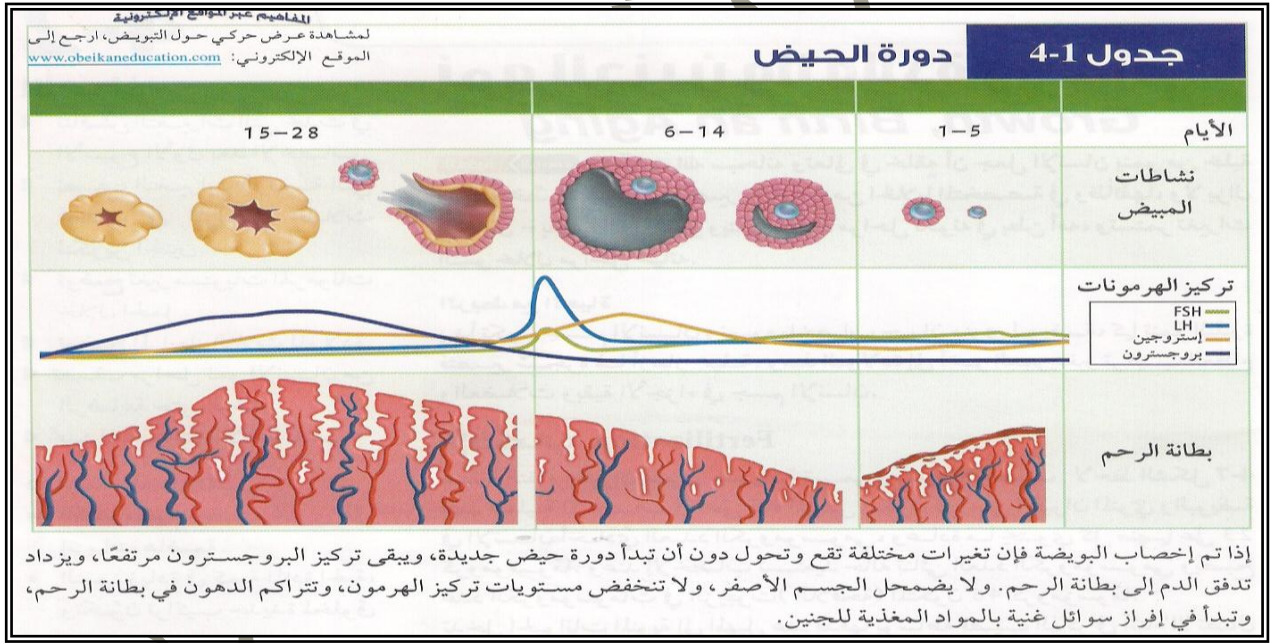 المفاهيم عبر المواقع الإلكترونية
لمشاهدة عرض حركي حول التبويض، ارجع إلى
الموقع الإلكتروني: www.obeikaneducation.com
جدول 1-4 دورة الحيض
الأيام 1-5 6-14 15-28
نشاطات
المبيض
تركيز الهرمونات
FSH
LH
إستروجين
بروجسترون
بطانة الرحم
إذا تم إخصاب البويضة فإن تغيرات مختلفة تقع وتحول دون أن تبدأ دورة حيض جديدة، ويبقى تركيز البروجسترون مرتفعًا، ويزداد
تدفق الدم إلى بطانة الرحم. ولا يضمحل الجسم الأصفر، ولا تنخفض مستويات تركيز الهرمون، وتتراكم الدهون في بطانة الرحم،
وتبدأ في إفراز سوائل غنية بالمواد المغذية للجنين.